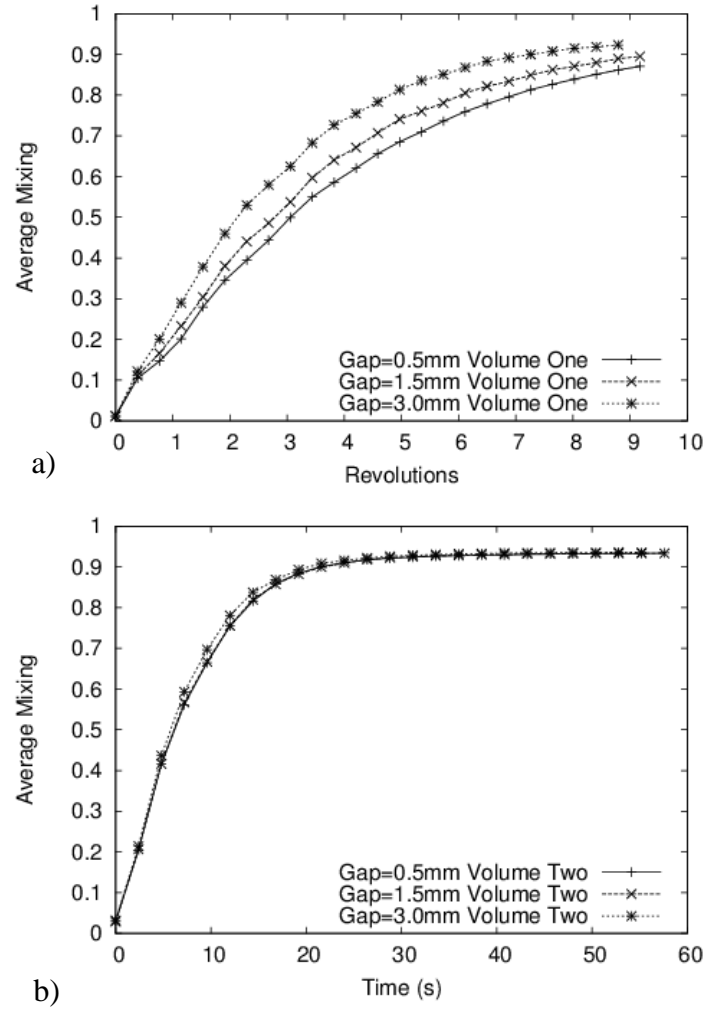 1
0.9
0.8
0.7
0.6
0.5
0.4
0.3
0.2
0.1
0
Average Mixing
Gap=0.5mm Volume One
Gap=1.5mm Volume One
Gap=3.0mm Volume One
0 1 2 3 4 5 6 7 8 9 10
Revolutions
a)
1
0.9
0.8
0.7
0.6
0.5
0.4
0.3
0.2
0.1
0
Average Mixing
Gap=0.5mm Volume Two
Gap=1.5mm Volume Two
Gap=3.0mm Volume Two
0 10 20 30 40 50 60
Time (s)
b)